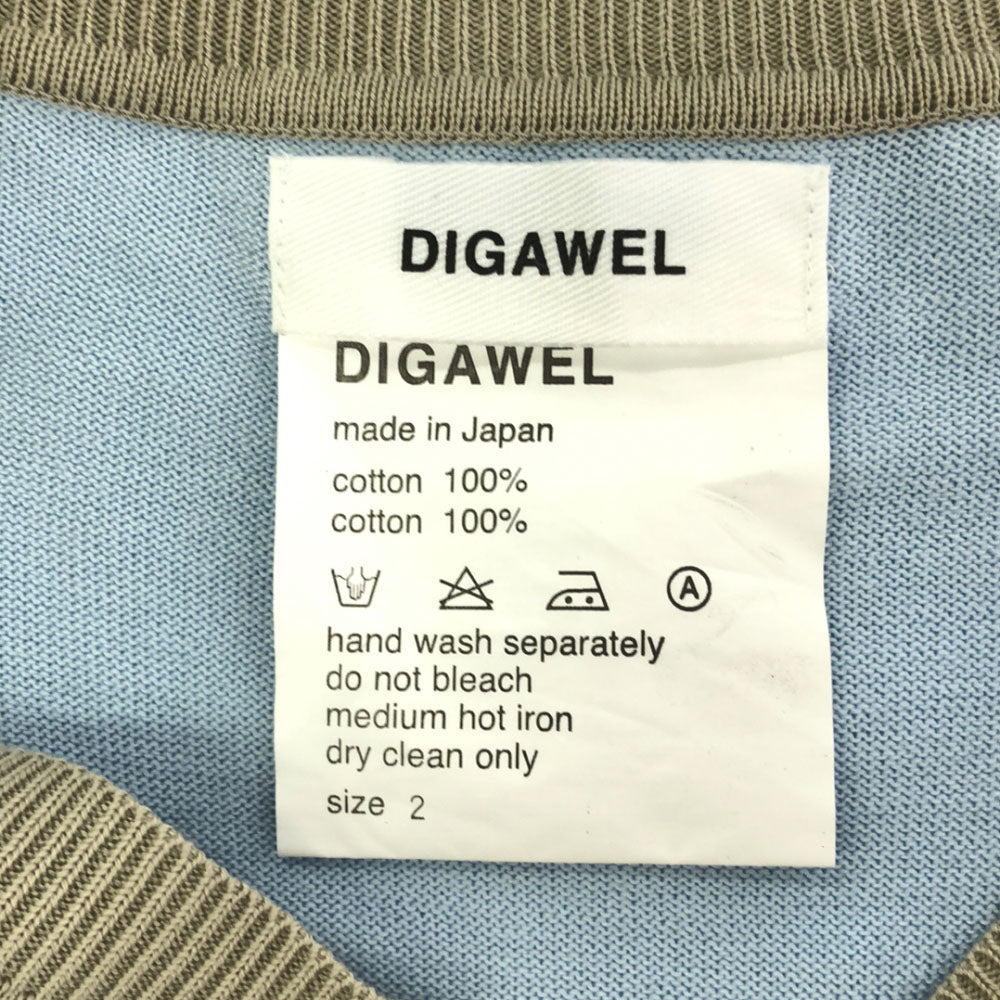 DIGAWEL
DIGAWEL
made in Japan
cotton 100%
cotton 100%
A
hand wash separately
do not bleach
medium hot iron
dry clean only
size 2